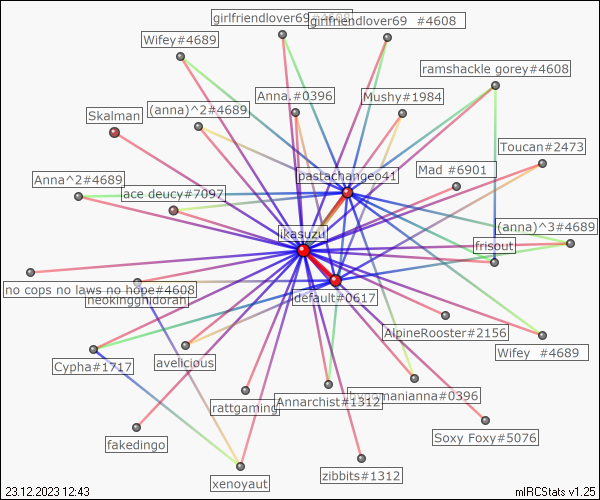 girlfriendlover69#4608
girlfriendlover69 #4608
Wifey#4689
ramshackle gorey#4608
Anna.#0396
Mushy#1984
(anna)^2#4689
Skalman
Toucan#2473
pastachangeo41
Mad #6901
Anna^2#4689
ace deucy#7097
(anna)^3#4689
ikasuzu
frisout
no cops no laws no hope#4608
neokingghidorah
default#0617
AlpineRooster#2156
Wifey #4689
Cypha#1717
avelicious
rattgaming
Annarchist#1312
Soxy Foxy#5076
fakedingo
zibbits#1312
xenoyaut
23.12.2023 12:43
mIRCStats v1.25